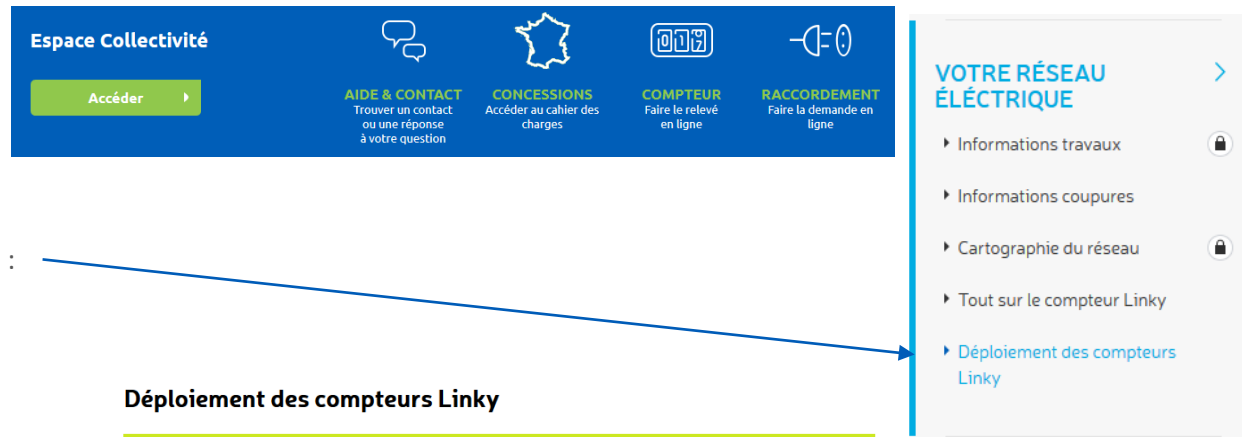 Espace Collectivité
Accéder
AIDE & CONTACT
Trouver un contact
ou une réponse
à votre question
CONCESSIONS
Accéder au cahier des
charges
COMPTEUR
Faire le relevé
en ligne
RACCORDEMENT
Faire la demande en
ligne
VOTRE RÉSEAU
ÉLÉCTRIQUE
Informations travaux
Informations coupures
Cartographie du réseau
Tout sur le compteur Linky
Déploiement des compteurs
Linky
:
Déploiement des compteurs Linky